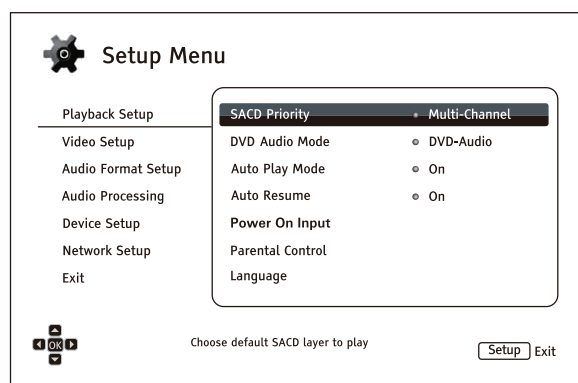 Setup Menu
Playback Setup
Video Setup
Audio Format Setup
Audio Processing
Device Setup
Network Setup
Exit
SACD Priority Multi-Channel
DVD Audio Mode DVD-Audio
Auto Play Mode On
Auto Resume On
Power On Input
Parental Control
Language
OK
Choose default SACD layer to play
Setup Exit